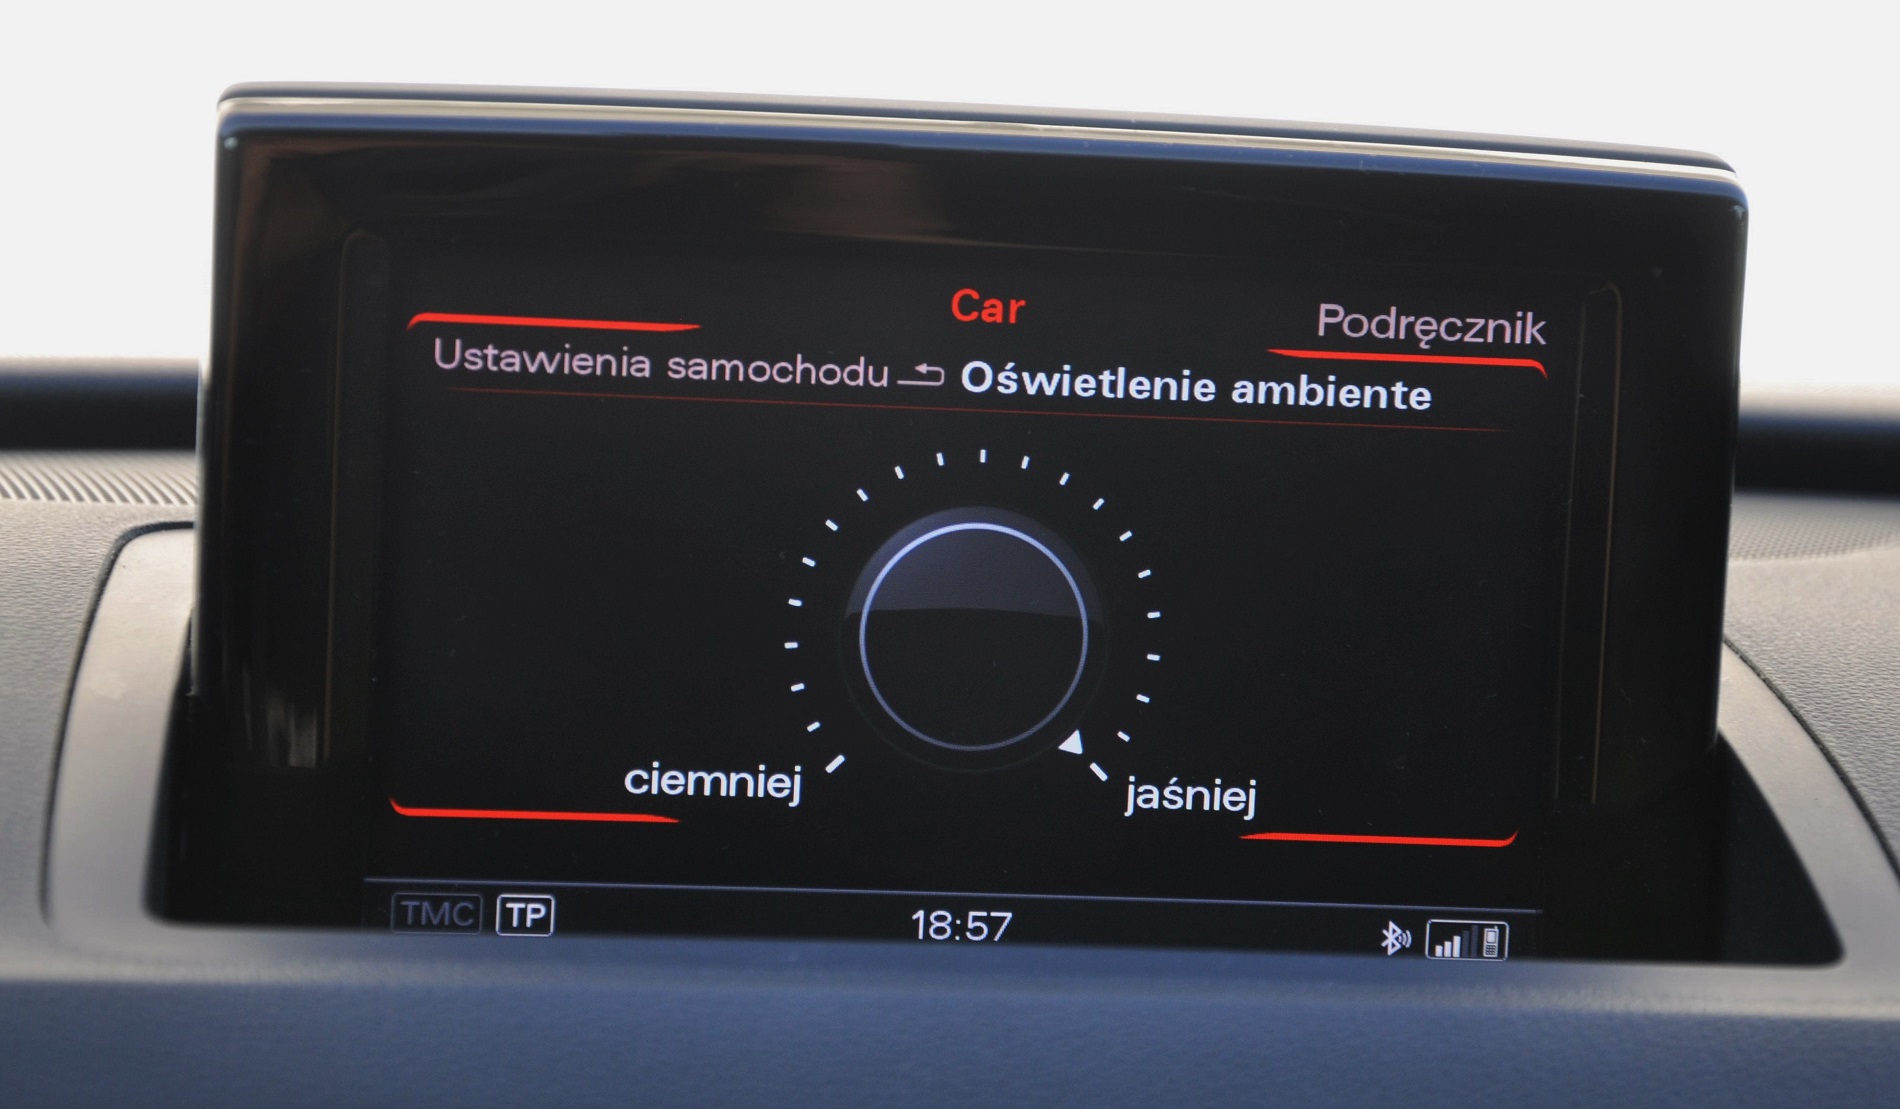 Car
Podręcznik
Ustawienia samochodu Oświetlenie ambiente
ciemniej
jaśniej
TMC TP 18:57